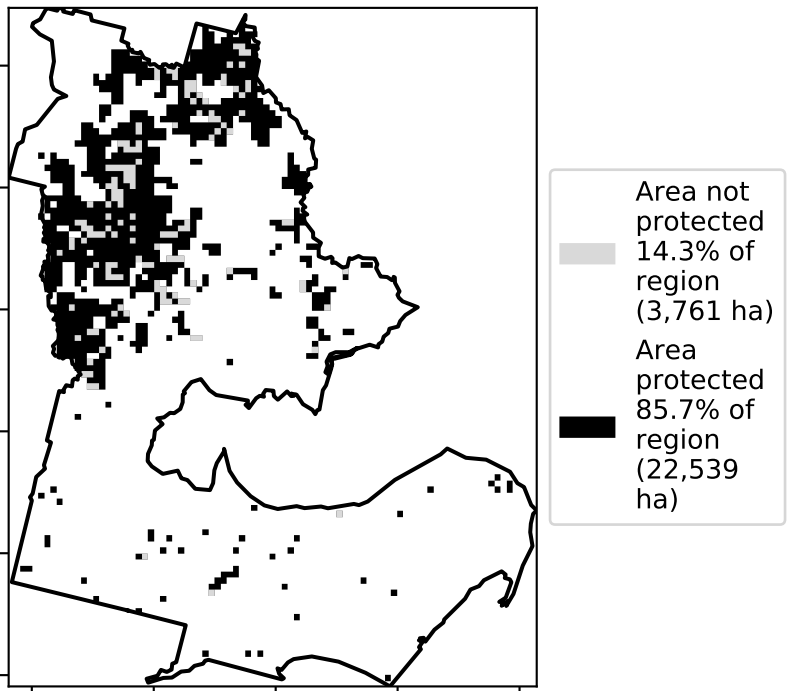 Area not
protected
14.3% of
region
(3,761 ha)
Area
protected
85.7% of
region
(22,539
ha)